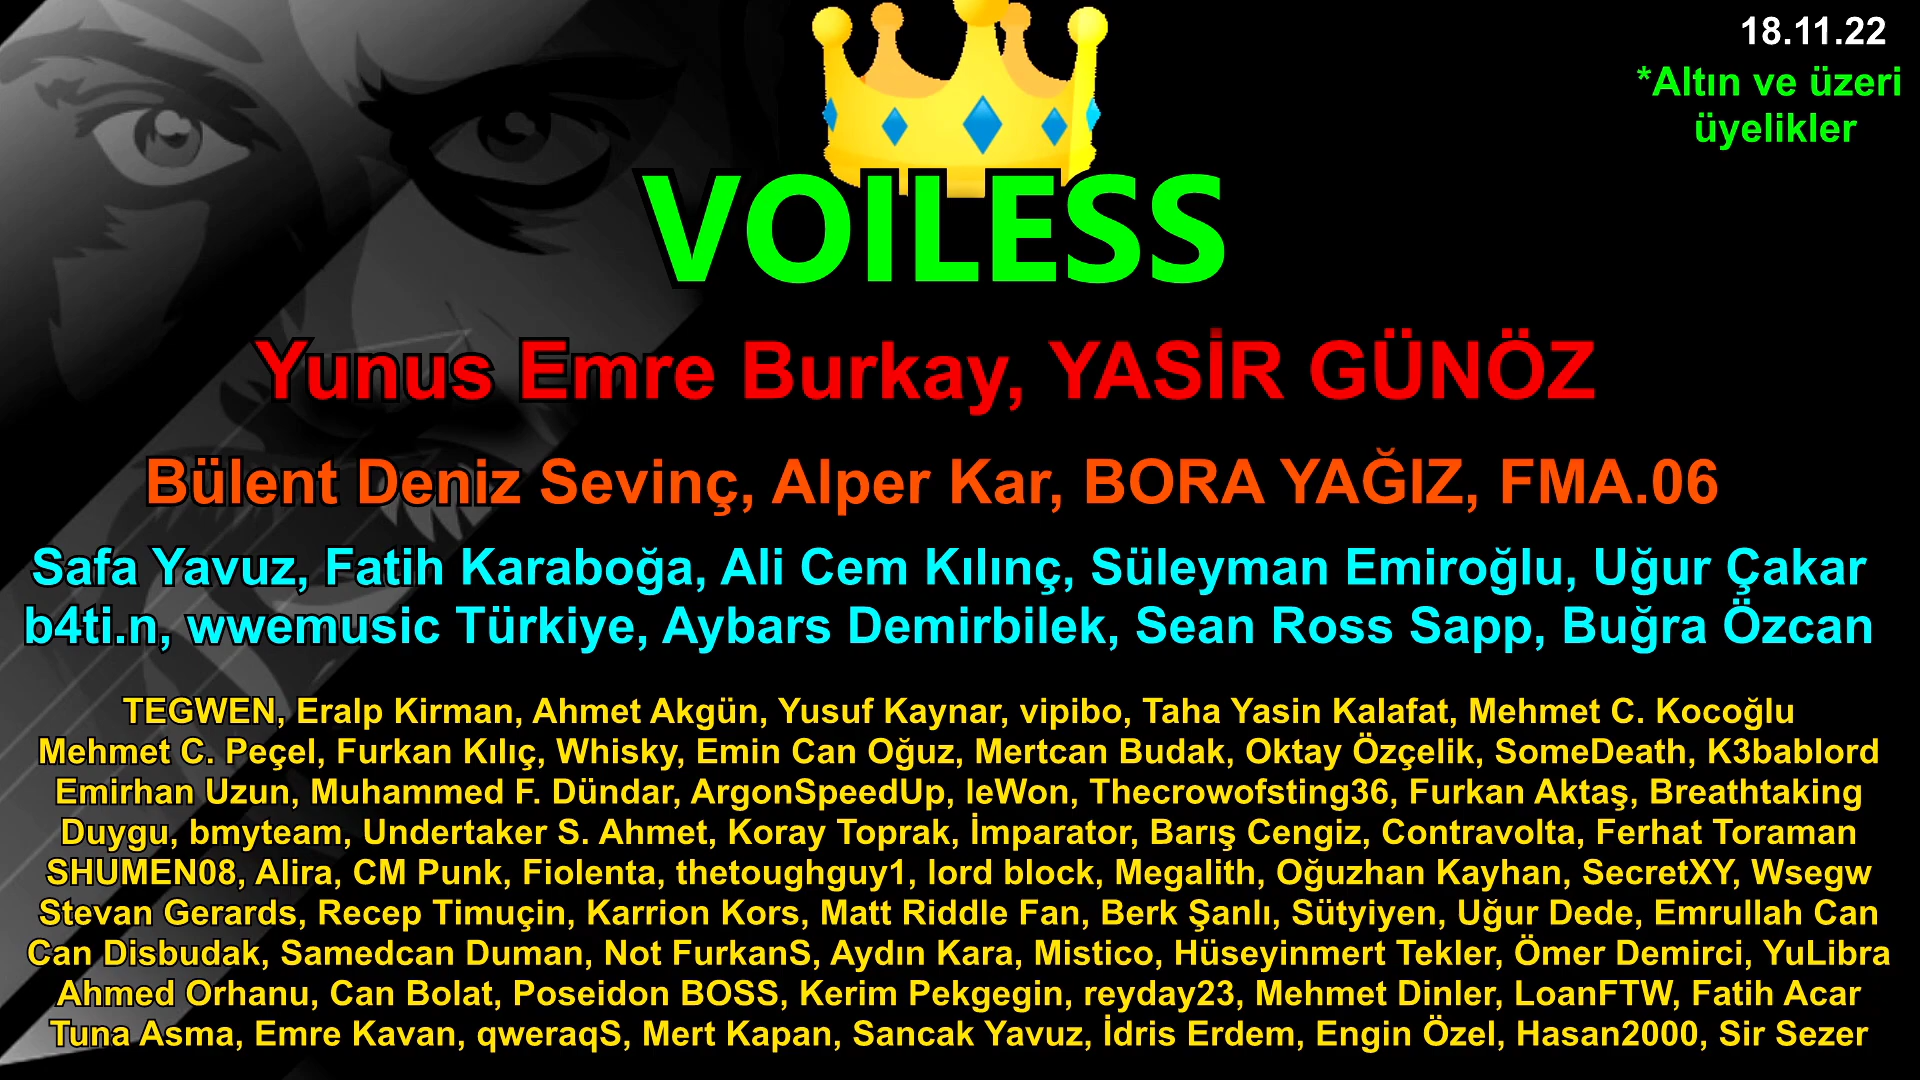 18.11.22
*Altın ve üzeri
üyelikler
VOILESS
Yunus Emre Burkay, YASİR GÜNÖZ
Bülent Deniz Sevinç, Alper Kar, BORA YAĞIZ, FMA.06
Safa Yavuz, Fatih Karaboğa, Ali Cem Kılınç, Süleyman Emiroğlu, Uğur Çakar
b4ti.n, wwemusic Türkiye, Aybars Demirbilek, Sean Ross Sapp, Buğra Özcan
TEGWEN, Eralp Kirman, Ahmet Akgün, Yusuf Kaynar, vipibo, Taha Yasin Kalafat, Mehmet C. Kocoğlu
Mehmet C. Peçel, Furkan Kılıç, Whisky, Emin Can Oğuz, Mertcan Budak, Oktay Özçelik, SomeDeath, K3bablord
Emirhan Uzun, Muhammed F. Dündar, ArgonSpeedUp, leWon, Thecrowofsting36, Furkan Aktaş, Breathtaking
Duygu, bmyteam, Undertaker S. Ahmet, Koray Toprak, İmparator, Barış Cengiz, Contravolta, Ferhat Toraman
SHUMEN08, Alira, CM Punk, Fiolenta, thetoughguy1, lord block, Megalith, Oğuzhan Kayhan, SecretXY, Wsegw
Stevan Gerards, Recep Timuçin, Karrion Kors, Matt Riddle Fan, Berk Şanlı, Sütyiyen, Uğur Dede, Emrullah Can
Can Disbudak, Samedcan Duman, Not FurkanS, Aydın Kara, Mistico, Hüseyinmert Tekler, Ömer Demirci, YuLibra
Ahmed Orhanu, Can Bolat, Poseidon BOSS, Kerim Pekgegin, reyday23, Mehmet Dinler, LoanFTW, Fatih Acar
Tuna Asma, Emre Kavan, qweraqS, Mert Kapan, Sancak Yavuz, İdris Erdem, Engin Özel, Hasan2000, Sir Sezer